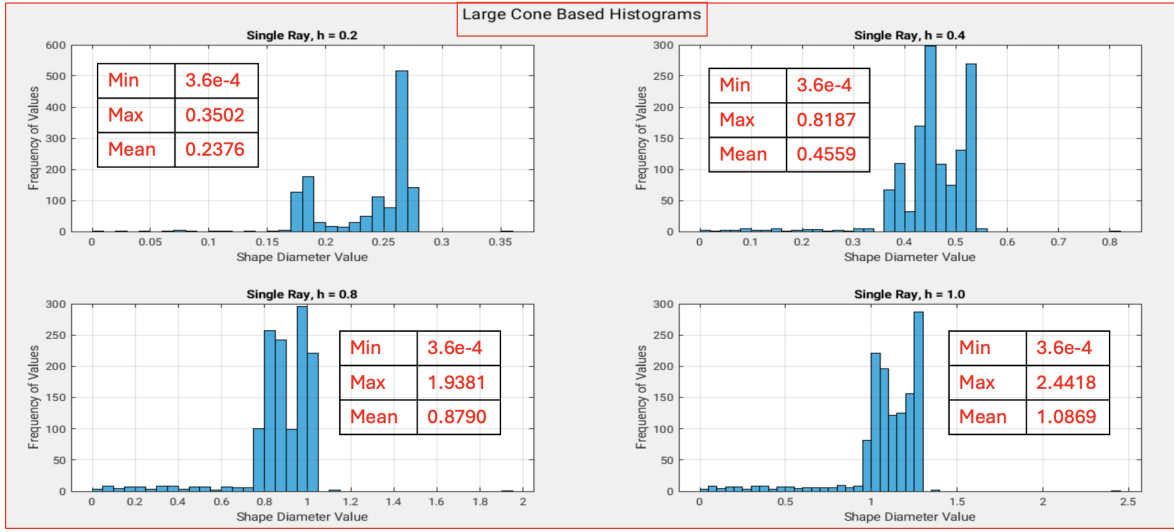 Large Cone Based Histograms
Single Ray, h = 0.2
Frequency of Values
600
500
400
300
200
100
0
Min 3.6e-4
Max 0.3502
Mean 0.2376
0 0.05 0.1 0.15 0.2 0.25 0.3 0.35
Shape Diameter Value
Single Ray, h = 0.4
Frequency of Values
300
250
200
150
100
50
0
Min 3.6e-4
Max 0.8187
Mean 0.4559
0 0.1 0.2 0.3 0.4 0.5 0.6 0.7 0.8
Shape Diameter Value
Single Ray, h = 0.8
Frequency of Values
300
250
200
150
100
50
0
Min 3.6e-4
Max 1.9381
Mean 0.8790
0 0.2 0.4 0.6 0.8 1 1.2 1.4 1.6 1.8 2
Shape Diameter Value
Single Ray, h = 1.0
Frequency of Values
300
250
200
150
100
50
0
Min 3.6e-4
Max 2.4418
Mean 1.0869
0 0.5 1 1.5 2 2.5
Shape Diameter Value